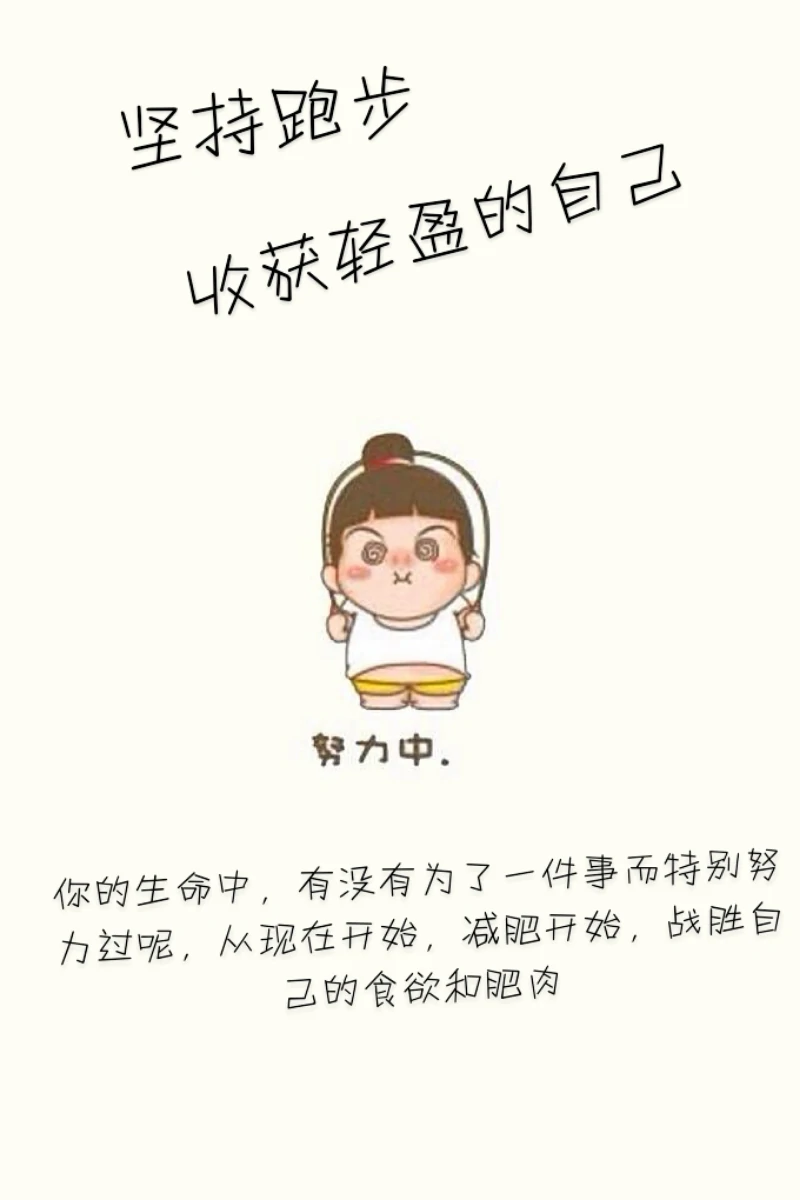 坚持跑步
收获轻盈的自己
努力中.
你的生命中，有没有为了一件事而特别努
力过呢，从现在开始，减肥开始，战胜自
己的食欲和肥肉